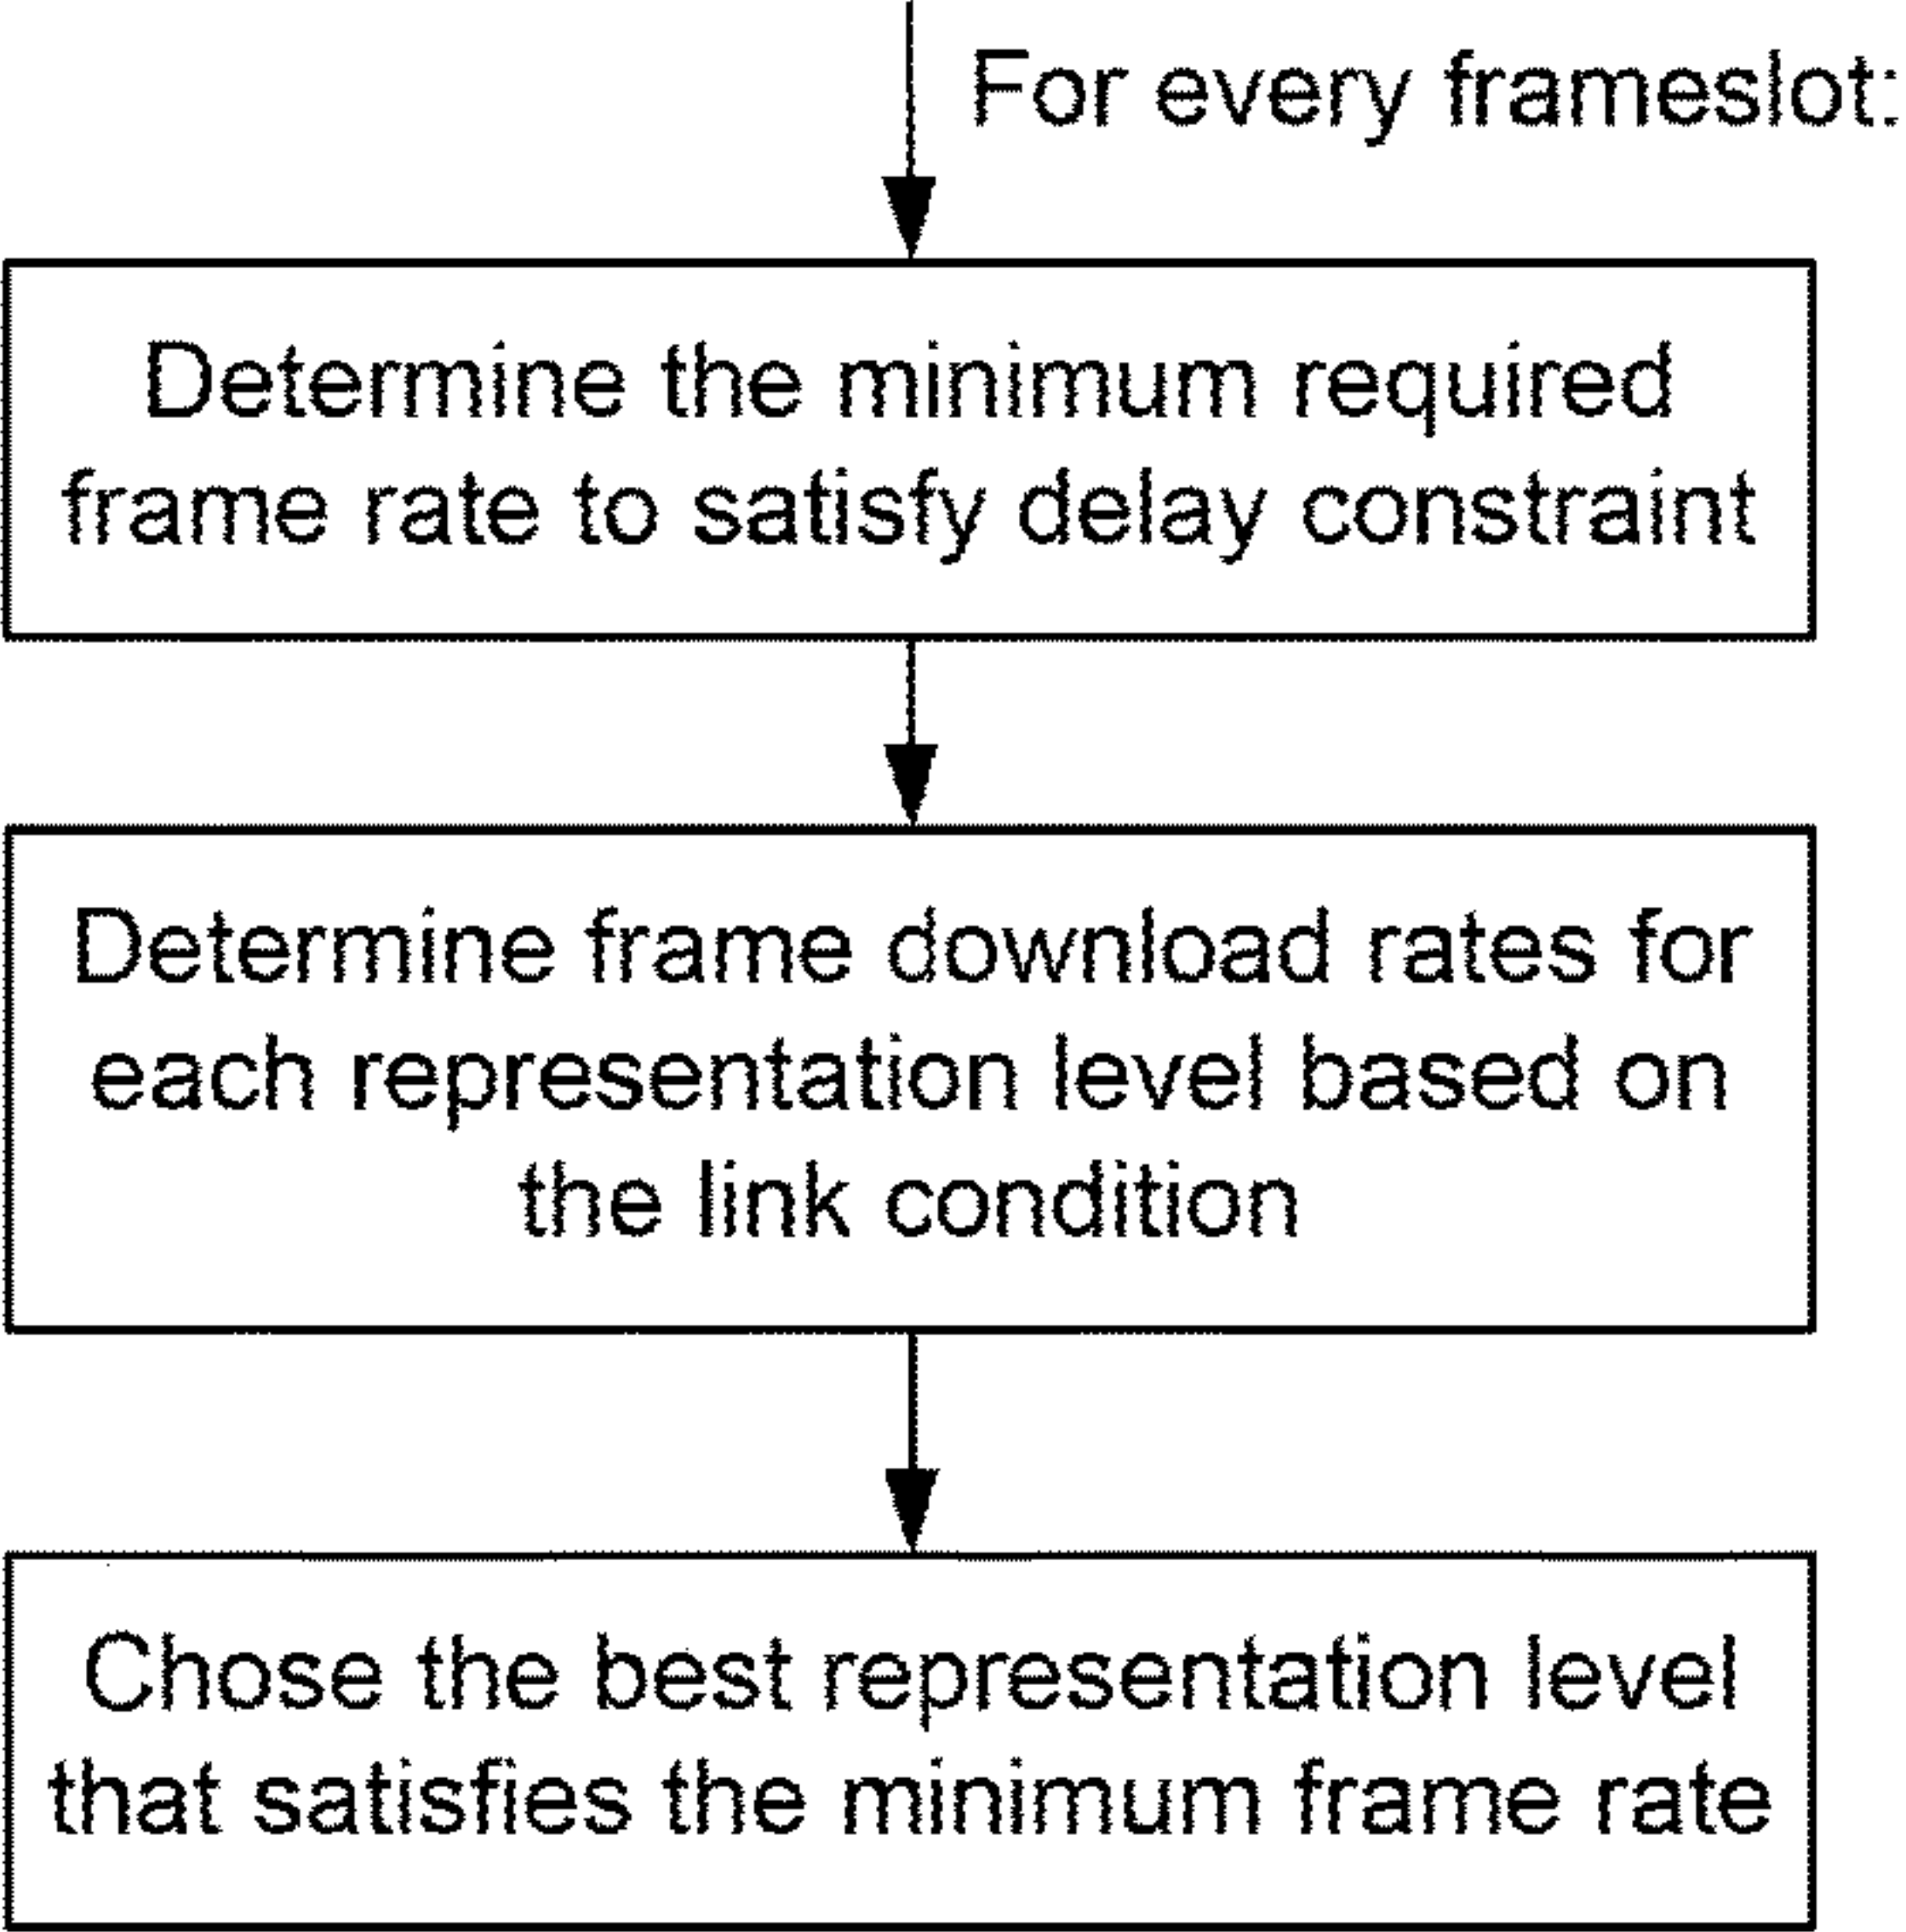 For every frameslot:
Determine the minimum required
frame rate to satisfy delay constraint
Determine frame download rates for
each representation level based on
the link condition
Chose the best representation level
that satisfies the minimum frame rate